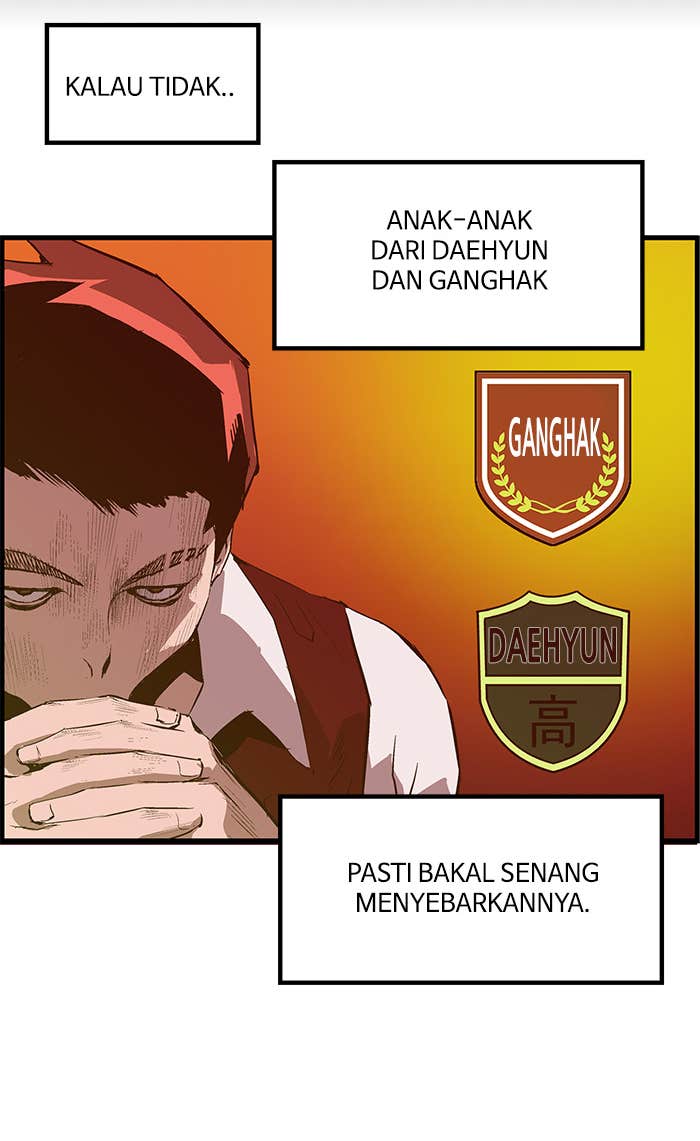 KALAU TIDAK..
ANAK-ANAK
DARI DAEHYUN
DAN GANGHAK
GANGHAK
DAEHYUN
高
PASTI BAKAL SENANG
MENYEBARKANNYA.